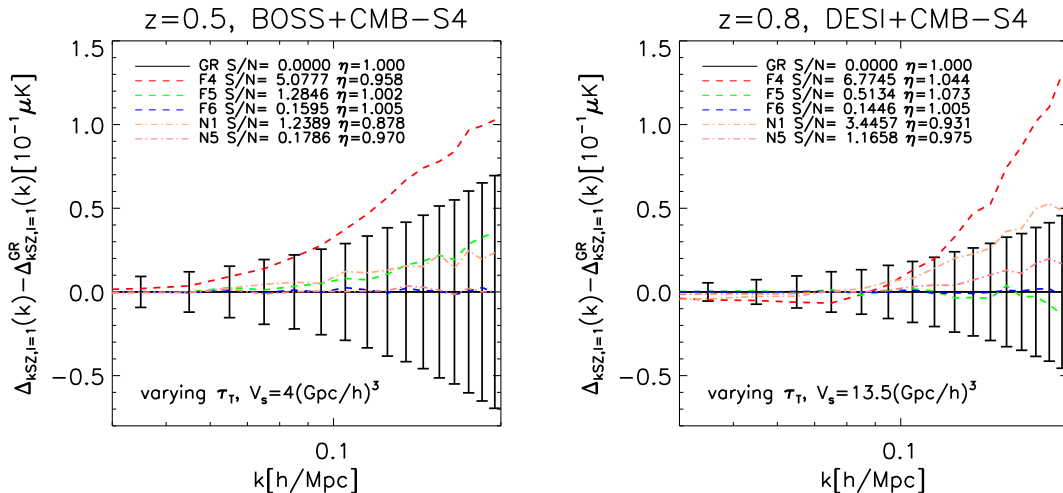 z=0.5, BOSS+CMB-S4
1.5
1.0
0.5
0.0
-0.5
Δ_kSZ,l=1(k) − Δ^GR_kSZ,l=1(k) [10^-1 μK]
GR S/N= 0.0000 η=1.000
F4 S/N= 5.0777 η=0.958
F5 S/N= 1.2846 η=1.002
F6 S/N= 0.1595 η=1.005
N1 S/N= 1.2389 η=0.878
N5 S/N= 0.1786 η=0.970
varying τ_T, V_s=4(Gpc/h)^3
0.1
k[h/Mpc]
z=0.8, DESI+CMB-S4
1.5
1.0
0.5
0.0
-0.5
Δ_kSZ,l=1(k) − Δ^GR_kSZ,l=1(k) [10^-1 μK]
GR S/N= 0.0000 η=1.000
F4 S/N= 6.7745 η=1.044
F5 S/N= 0.5134 η=1.073
F6 S/N= 0.1446 η=1.005
N1 S/N= 3.4457 η=0.931
N5 S/N= 1.1658 η=0.975
varying τ_T, V_s=13.5(Gpc/h)^3
0.1
k[h/Mpc]